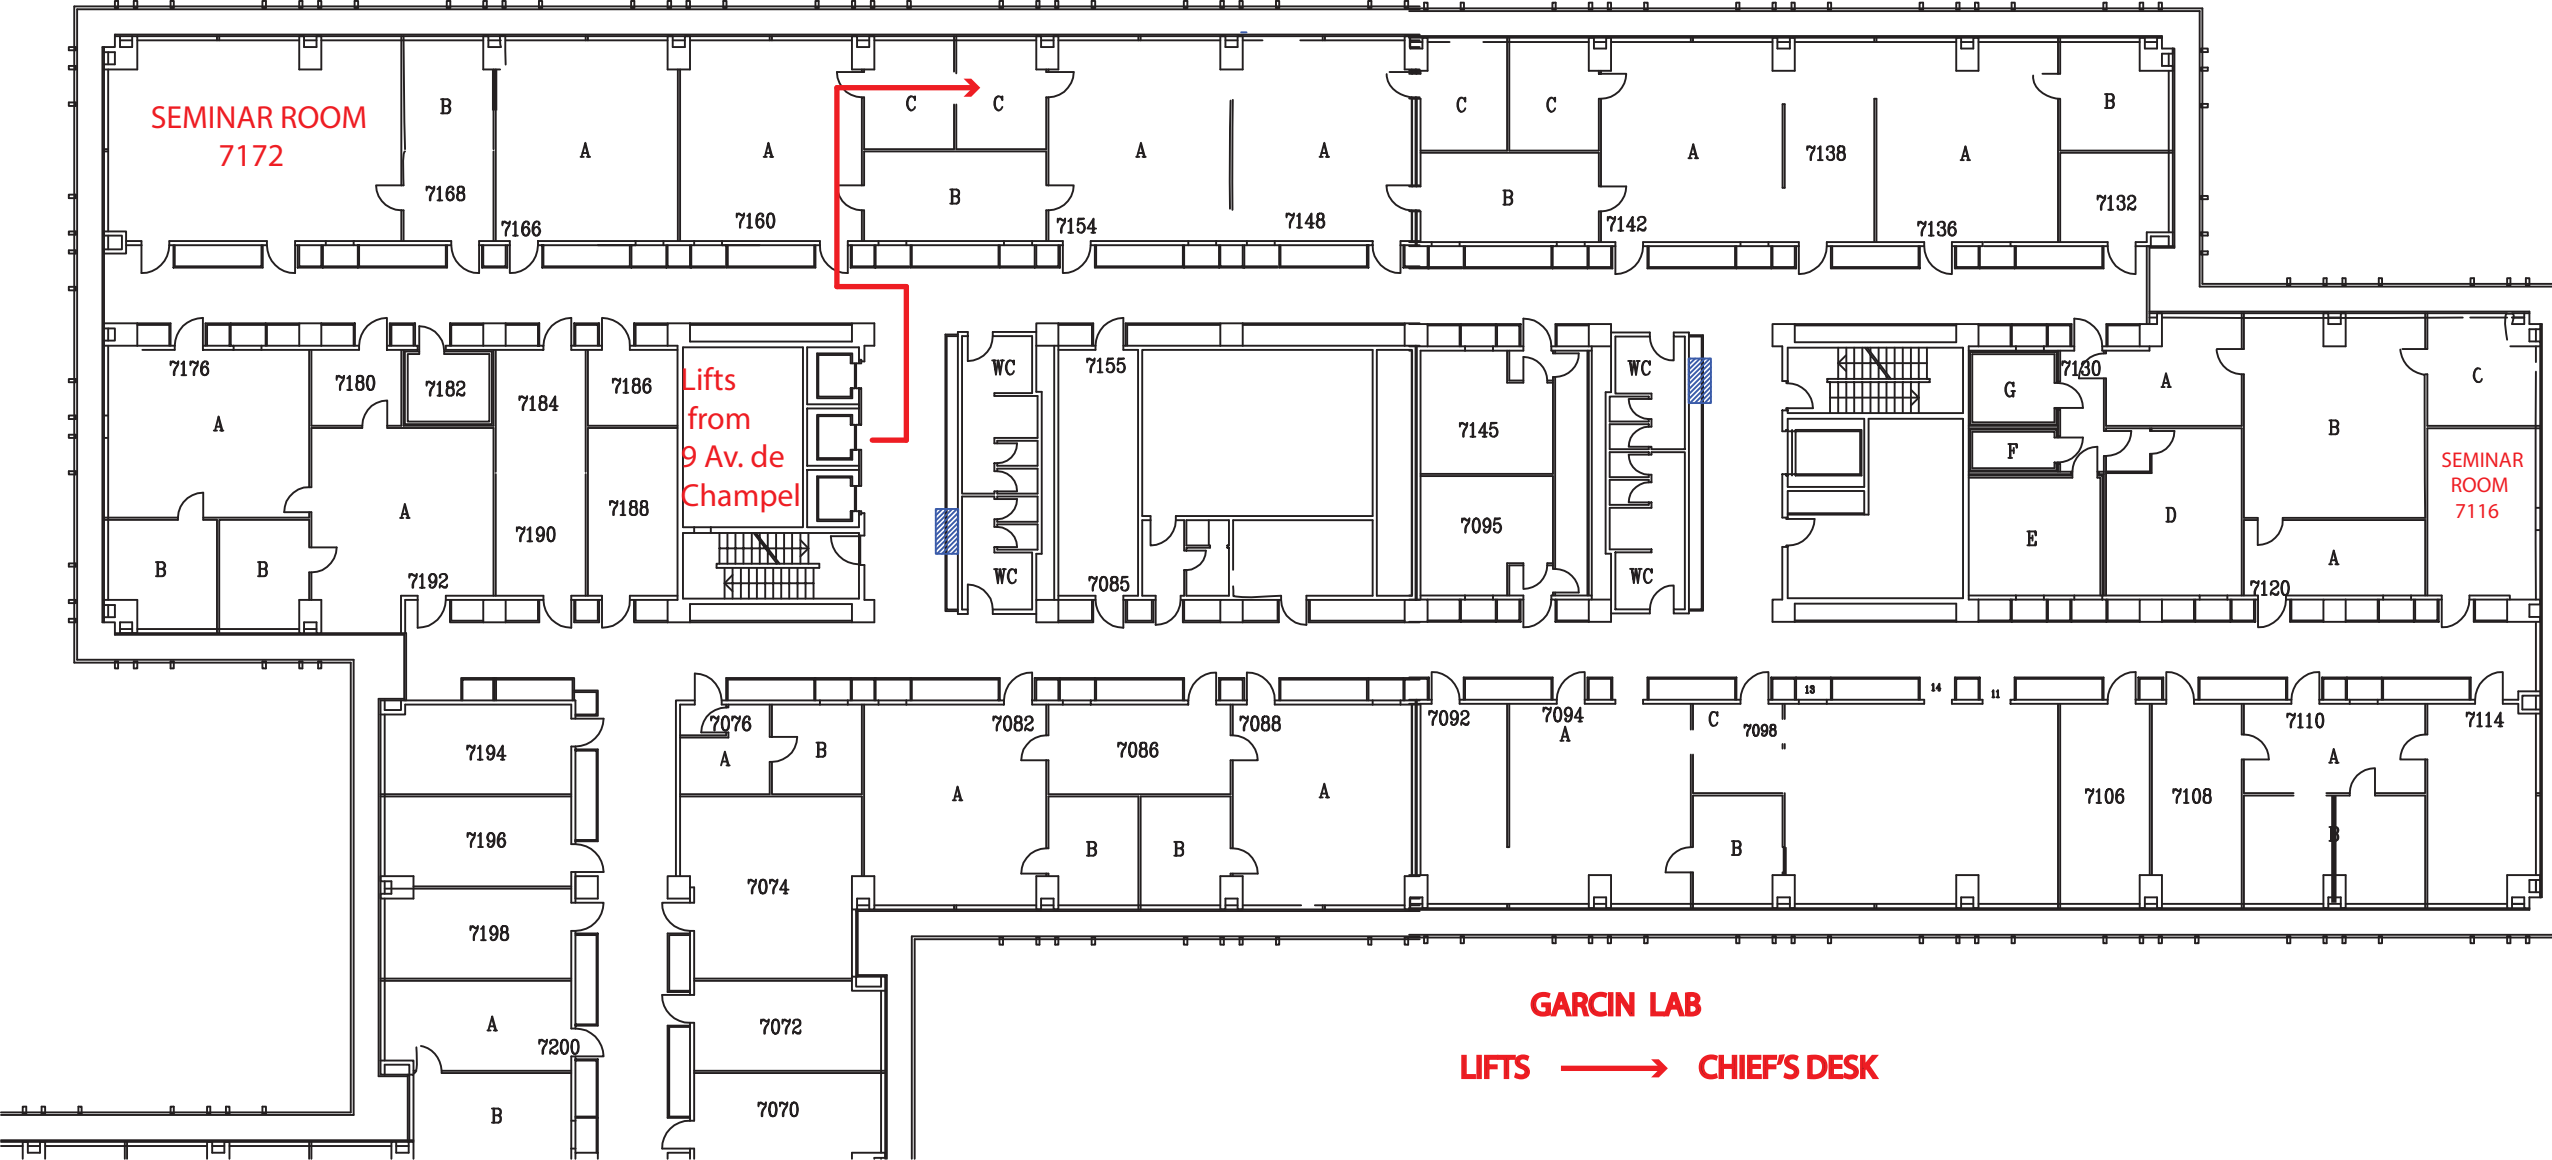 SEMINAR ROOM
7172
B
7168
7166
A
A
7160
C
C
B
7154
A
A
7148
C
C
B
7142
A
7138
A
7136
B
7132
7176
A
7180
7182
7184
7186
7188
7190
A
7192
B
B
Lifts
from
9 Av. de
Champel
WC
WC
7155
7085
7145
7095
WC
WC
G
F
E
7130
A
D
B
C
SEMINAR
ROOM
7116
A
7120
7194
7196
7198
A
7200
B
7076
A
B
7074
7072
7070
7082
A
7086
B
B
7088
A
7092
7094
A
C
7098
B
13
14
11
7106
7108
7110
A
B
7114
GARCIN LAB
LIFTS CHIEF'S DESK